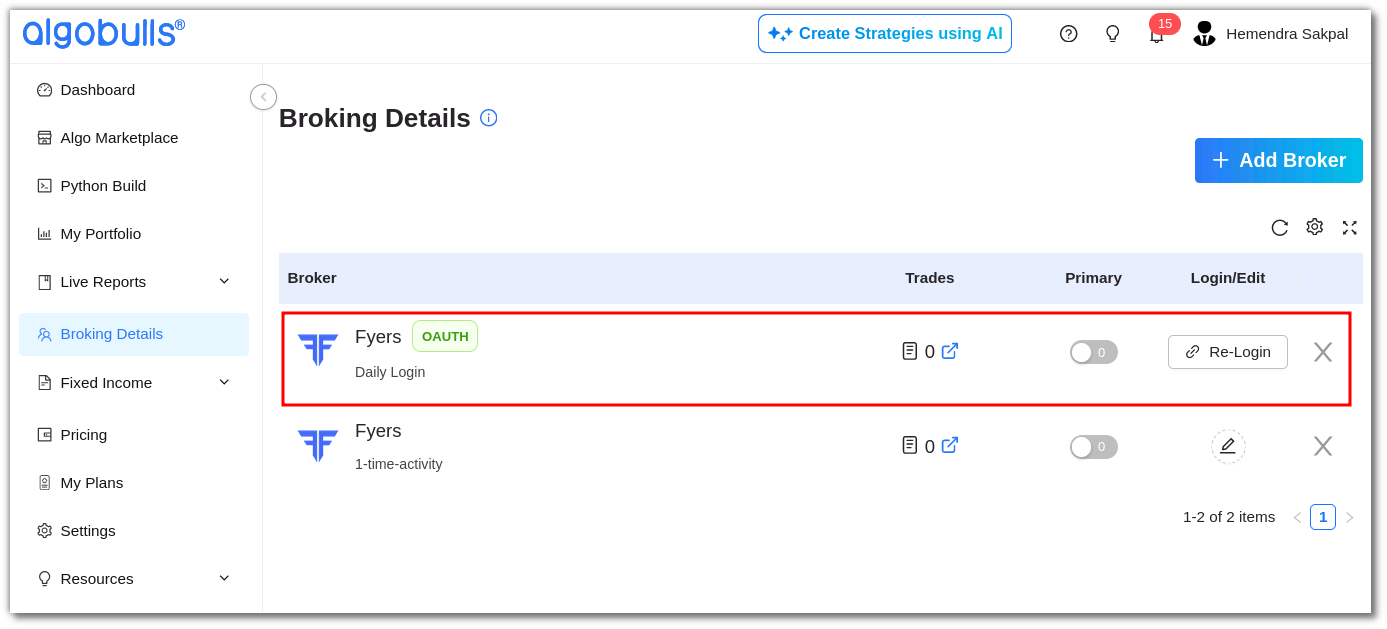 algobulls®
Create Strategies using AI
15
Hemendra Sakpal
Dashboard
Algo Marketplace
Python Build
My Portfolio
Live Reports
Broking Details
Fixed Income
Pricing
My Plans
Settings
Resources
Broking Details
Add Broker
Broker Trades Primary Login/Edit
Fyers OAUTH
Daily Login
0 0 Re-Login
Fyers
1-time-activity
0 0
1-2 of 2 items 1